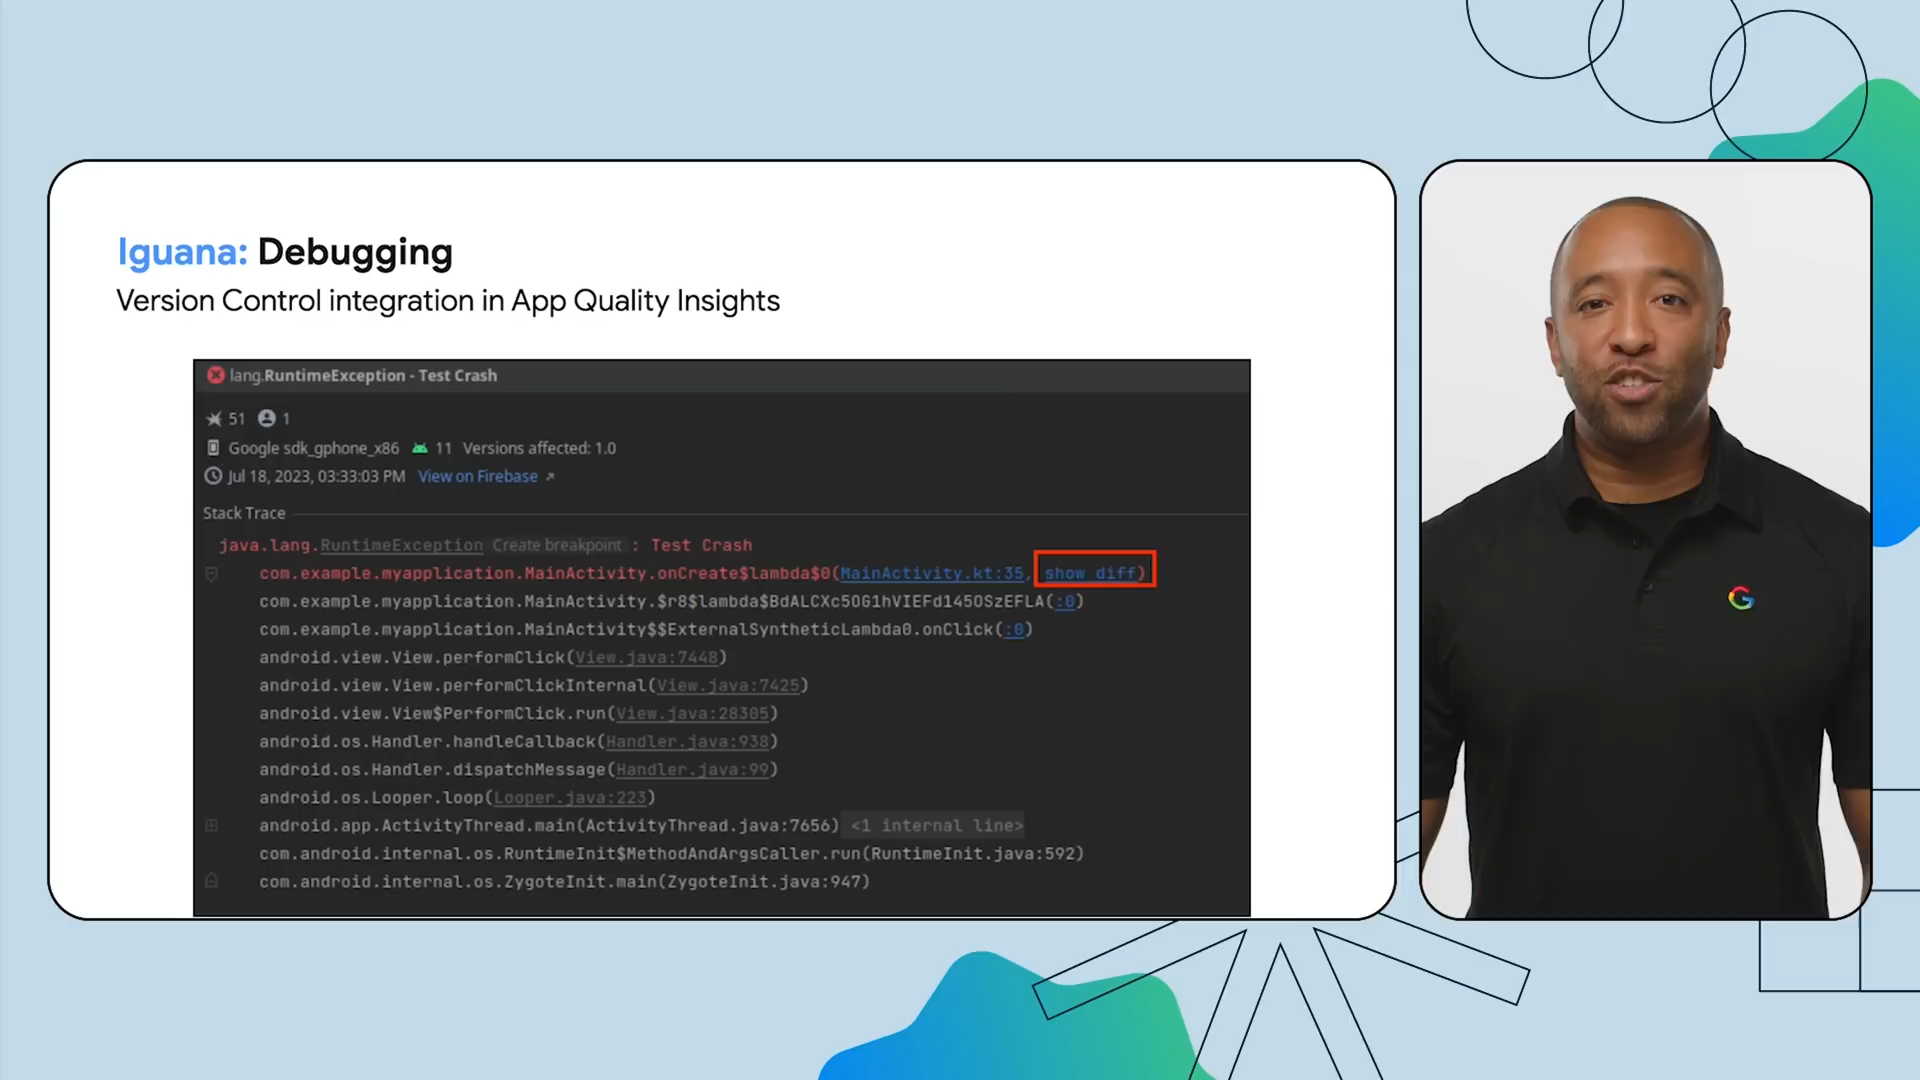 Iguana: Debugging
Version Control integration in App Quality Insights
lang.RuntimeException - Test Crash
51 1
Google sdk_gphone_x86 11 Versions affected: 1.0
Jul 18, 2023, 03:33:03 PM View on Firebase ↗
Stack Trace
java.lang.RuntimeException Create breakpoint : Test Crash
com.example.myapplication.MainActivity.onCreate$lambda$0(MainActivity.kt:35, show diff)
com.example.myapplication.MainActivity.$r8$lambda$BdALCXc5OG1hVIEFd145OSzEFLA(:0)
com.example.myapplication.MainActivity$$ExternalSyntheticLambda0.onClick(:0)
android.view.View.performClick(View.java:7448)
android.view.View.performClickInternal(View.java:7425)
android.view.View$PerformClick.run(View.java:28305)
android.os.Handler.handleCallback(Handler.java:938)
android.os.Handler.dispatchMessage(Handler.java:99)
android.os.Looper.loop(Looper.java:223)
android.app.ActivityThread.main(ActivityThread.java:7656) <1 internal line>
com.android.internal.os.RuntimeInit$MethodAndArgsCaller.run(RuntimeInit.java:592)
com.android.internal.os.ZygoteInit.main(ZygoteInit.java:947)
G